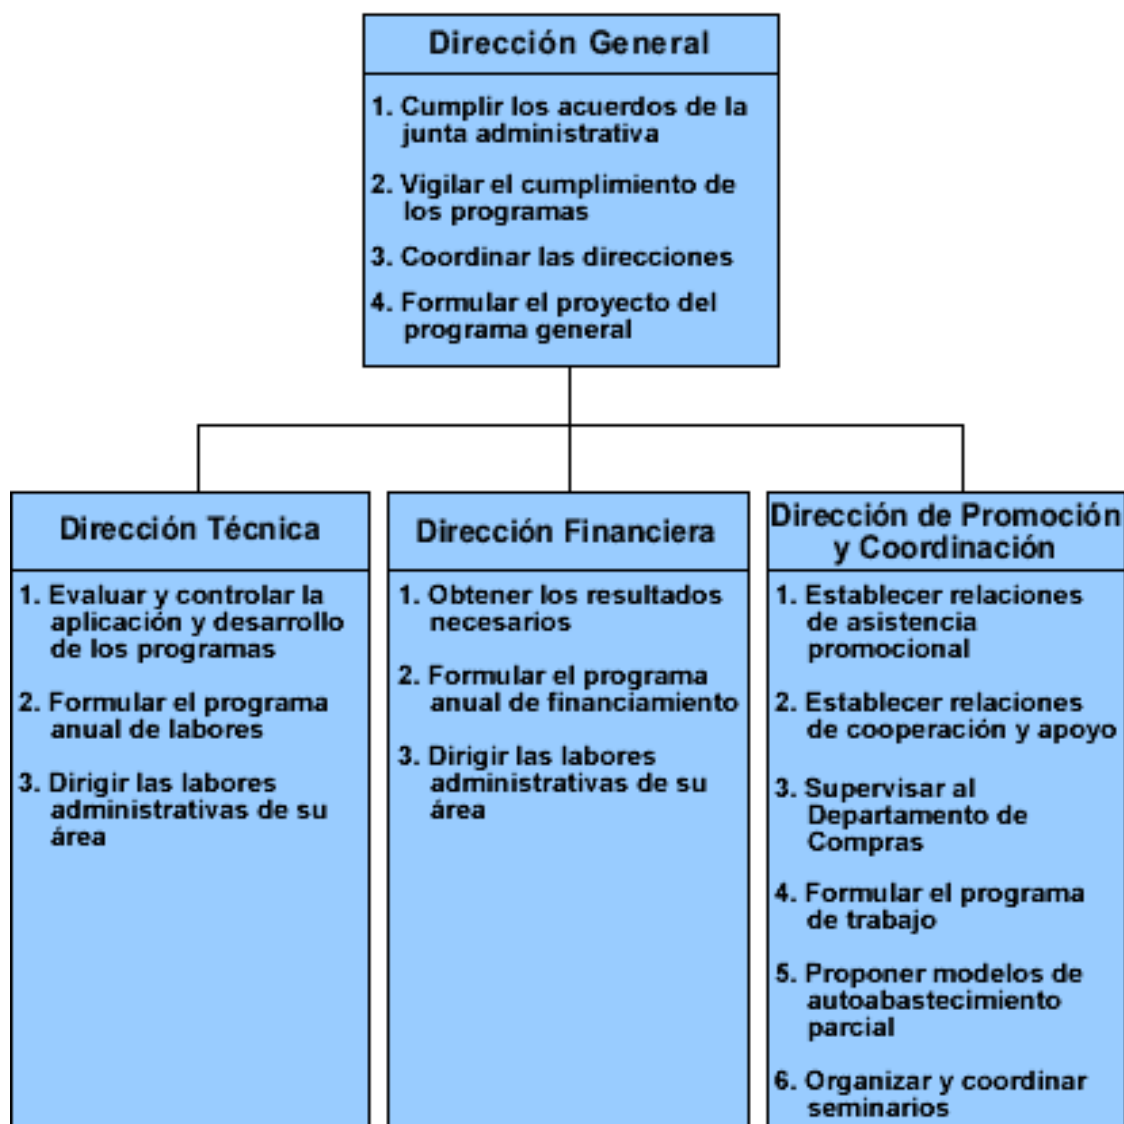 Dirección General
1. Cumplir los acuerdos de la
junta administrativa
2. Vigilar el cumplimiento de
los programas
3. Coordinar las direcciones
4. Formular el proyecto del
programa general
Dirección Técnica
1. Evaluar y controlar la
aplicación y desarrollo
de los programas
2. Formular el programa
anual de labores
3. Dirigir las labores
administrativas de su
área
Dirección Financiera
1. Obtener los resultados
necesarios
2. Formular el programa
anual de financiamiento
3. Dirigir las labores
administrativas de su
área
Dirección de Promoción
y Coordinación
1. Establecer relaciones
de asistencia
promocional
2. Establecer relaciones
de cooperación y apoyo
3. Supervisar al
Departamento de
Compras
4. Formular el programa
de trabajo
5. Proponer modelos de
autoabastecimiento
parcial
6. Organizar y coordinar
seminarios